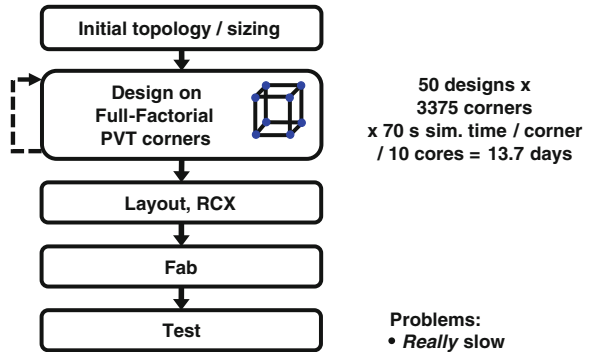 Initial topology / sizing
Design on
Full-Factorial
PVT corners
50 designs x
3375 corners
x 70 s sim. time / corner
/ 10 cores = 13.7 days
Layout, RCX
Fab
Test
Problems:
• Really slow